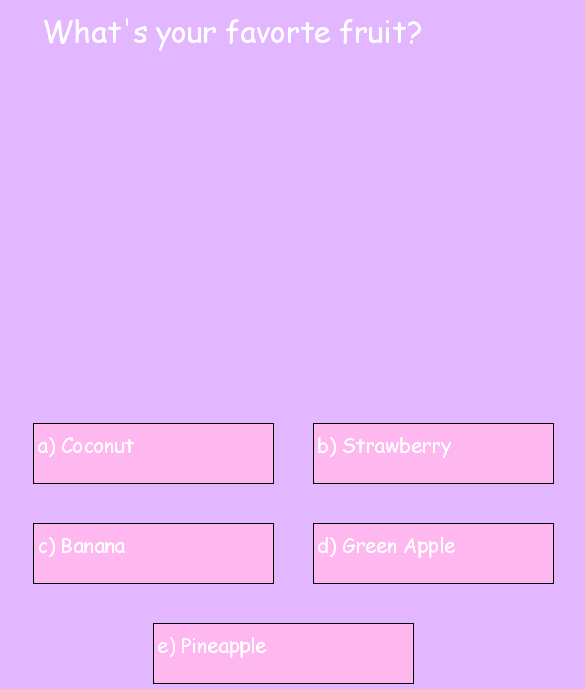 What's your favorte fruit?
a) Coconut
b) Strawberry
c) Banana
d) Green Apple
e) Pineapple